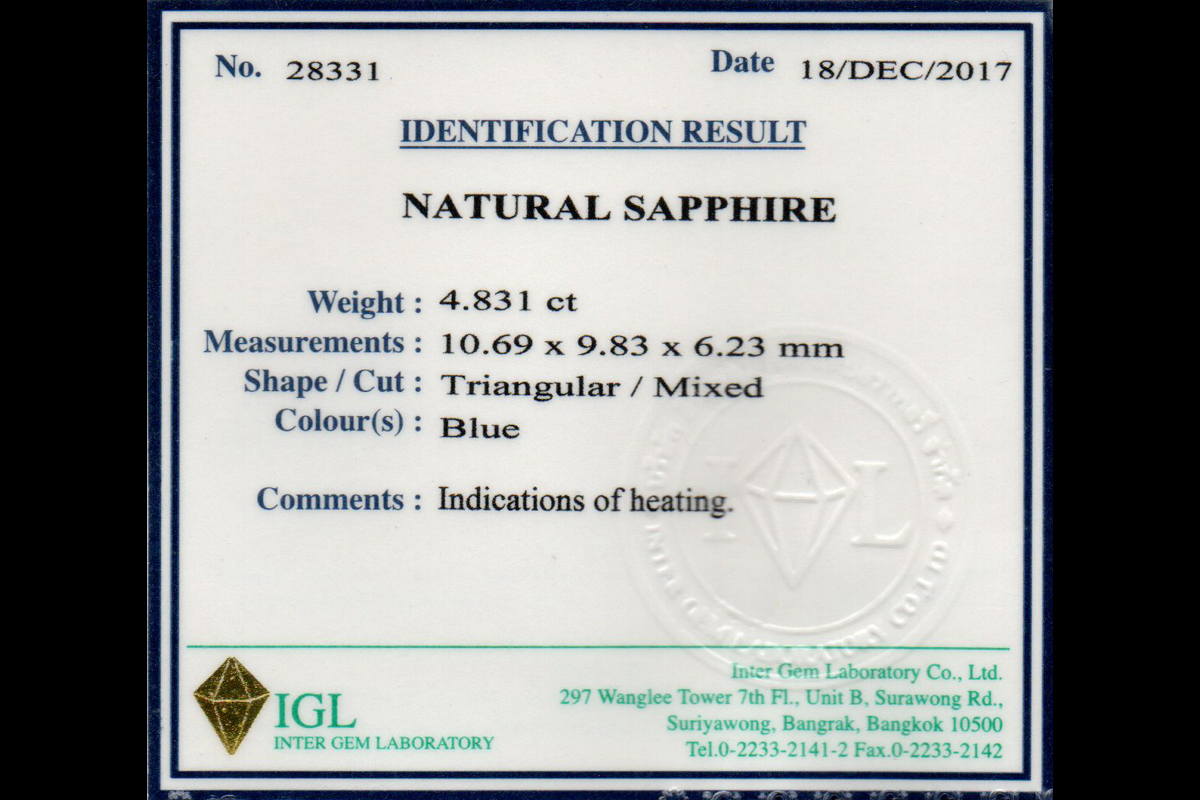 No. 28331
Date 18/DEC/2017
IDENTIFICATION RESULT
NATURAL SAPPHIRE
Weight : 4.831 ct
Measurements : 10.69 x 9.83 x 6.23 mm
Shape / Cut : Triangular / Mixed
Colour(s) : Blue
Comments : Indications of heating.
I L
IGL
INTER GEM LABORATORY
Inter Gem Laboratory Co., Ltd.
297 Wanglee Tower 7th Fl., Unit B, Surawong Rd.,
Suriyawong, Bangrak, Bangkok 10500
Tel.0-2233-2141-2 Fax.0-2233-2142